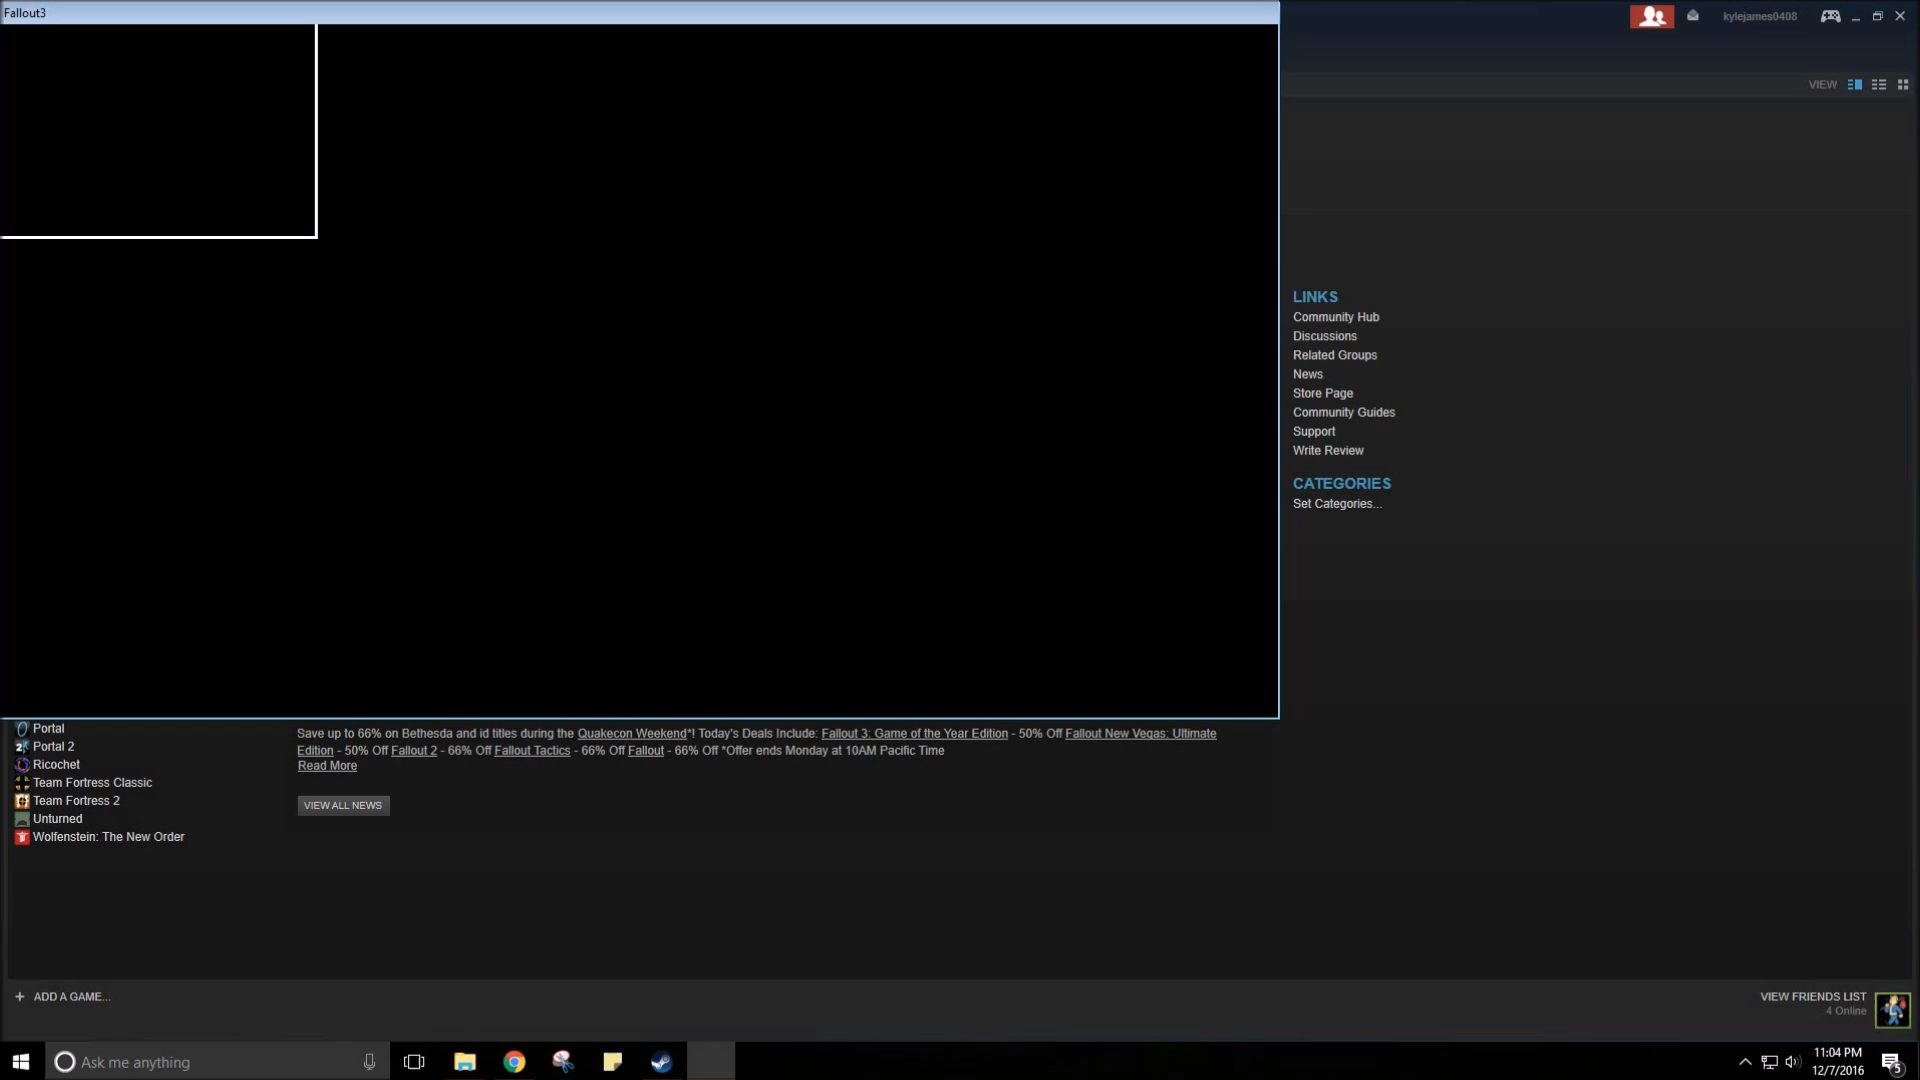 Fallout3
kylejames0408
VIEW
LINKS
Community Hub
Discussions
Related Groups
News
Store Page
Community Guides
Support
Write Review
CATEGORIES
Set Categories...
Portal
Portal 2
Ricochet
Team Fortress Classic
Team Fortress 2
Unturned
Wolfenstein: The New Order
Save up to 66% on Bethesda and id titles during the Quakecon Weekend*! Today's Deals Include: Fallout 3: Game of the Year Edition - 50% Off Fallout New Vegas: Ultimate
Edition - 50% Off Fallout 2 - 66% Off Fallout Tactics - 66% Off Fallout - 66% Off *Offer ends Monday at 10AM Pacific Time
Read More
VIEW ALL NEWS
+ ADD A GAME...
VIEW FRIENDS LIST
4 Online
Ask me anything
11:04 PM
12/7/2016
5